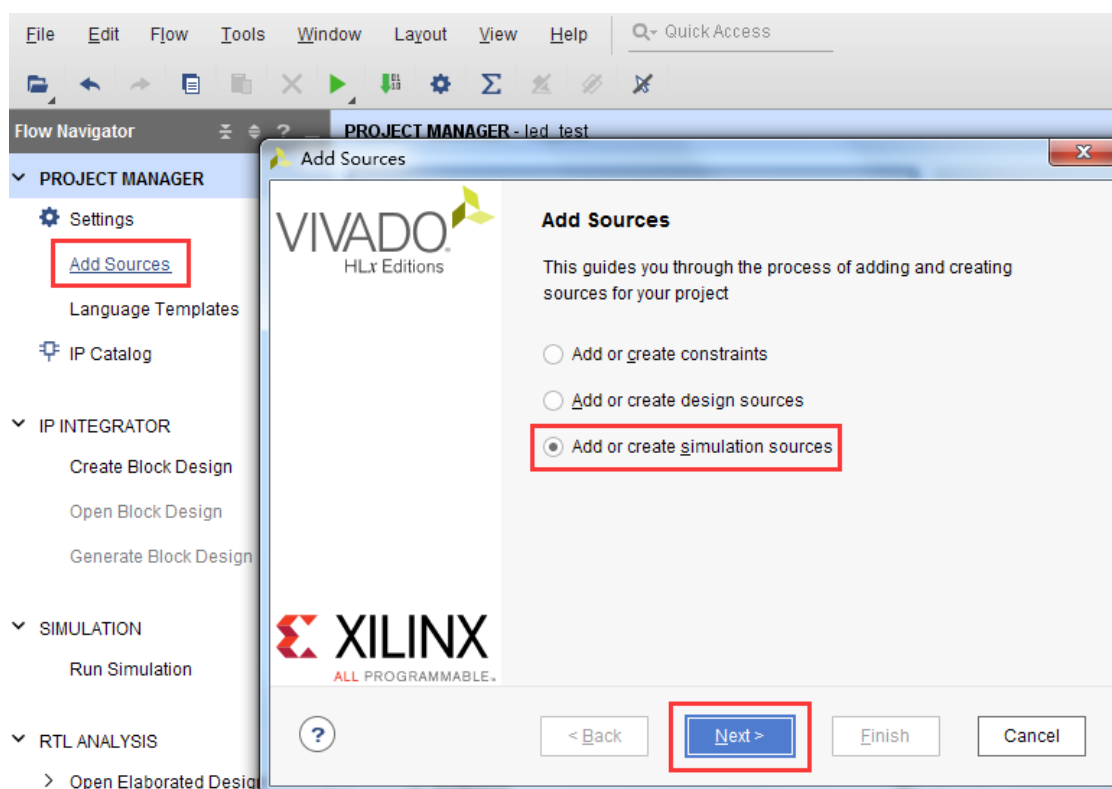 File Edit Flow Tools Window Layout View Help Quick Access
Flow Navigator ? PROJECT MANAGER - led_test
Add Sources
PROJECT MANAGER
Settings
Add Sources
Language Templates
IP Catalog
IP INTEGRATOR
Create Block Design
Open Block Design
Generate Block Design
SIMULATION
Run Simulation
RTL ANALYSIS
Open Elaborated
VIVADO
HLx Editions
Add Sources
This guides you through the process of adding and creating
sources for your project
Add or create constraints
Add or create design sources
Add or create simulation sources
XILINX
ALL PROGRAMMABLE
?
< Back Next > Finish Cancel